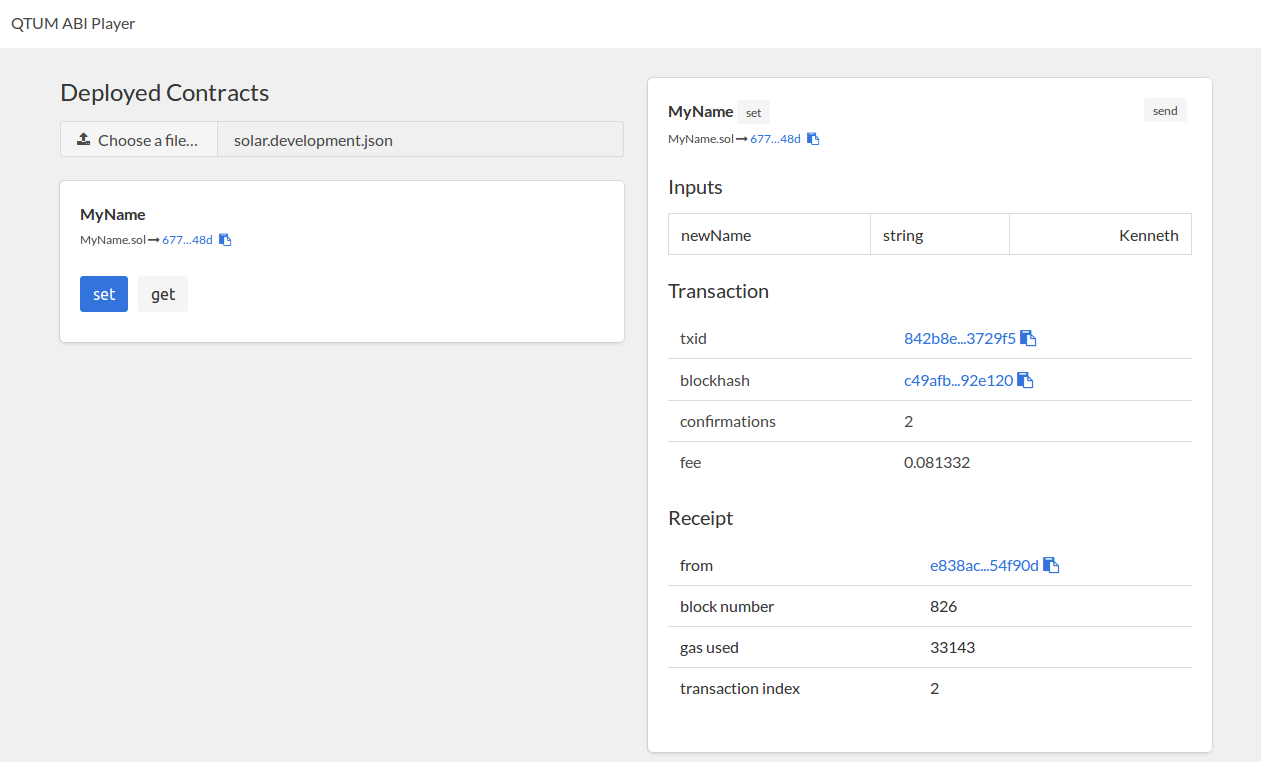 QTUM ABI Player
Deployed Contracts
Choose a file... solar.development.json
MyName
MyName.sol 677...48d
set get
MyName set send
MyName.sol 677...48d
Inputs
newName string Kenneth
Transaction
txid 842b8e...3729f5
blockhash c49afb...92e120
confirmations 2
fee 0.081332
Receipt
from e838ac...54f90d
block number 826
gas used 33143
transaction index 2